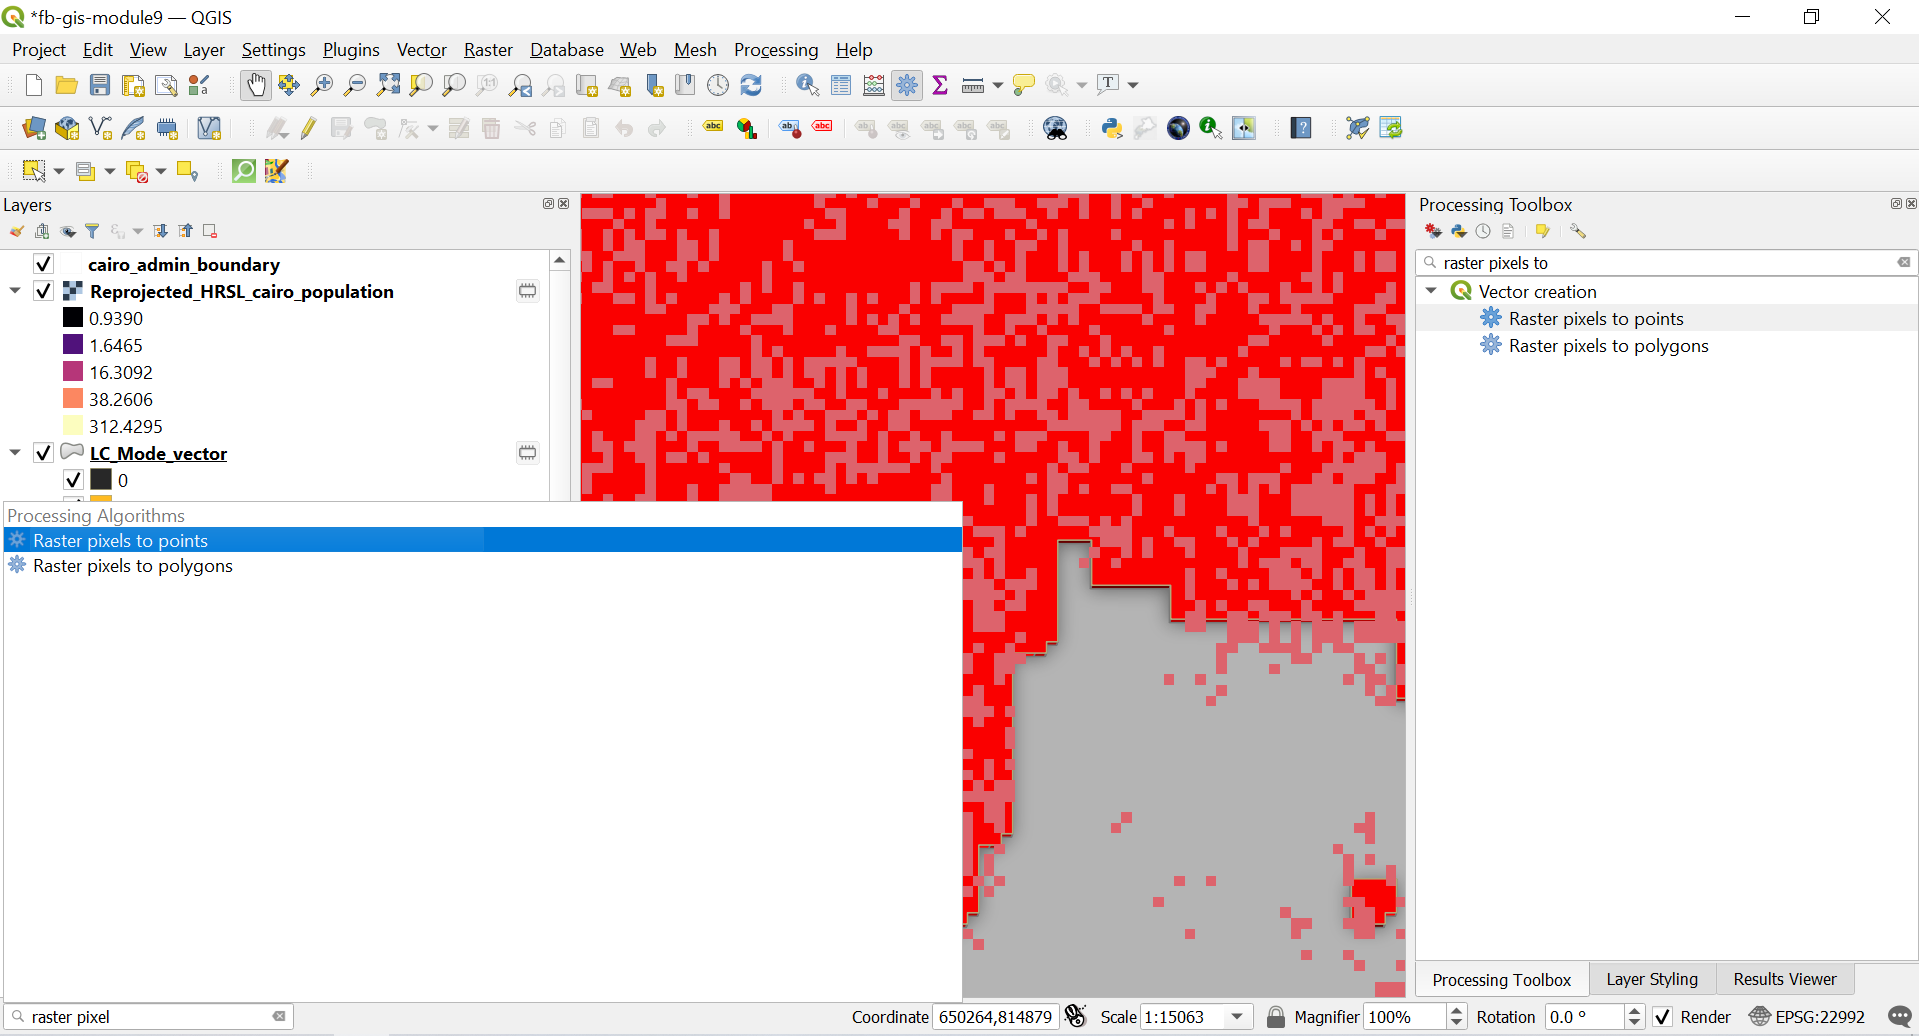 *fb-gis-module9 — QGIS
Project Edit View Layer Settings Plugins Vector Raster Database Web Mesh Processing Help
Layers
cairo_admin_boundary
Reprojected_HRSL_cairo_population
0.9390
1.6465
16.3092
38.2606
312.4295
LC_Mode_vector
0
Processing Algorithms
Raster pixels to points
Raster pixels to polygons
raster pixel
Processing Toolbox
raster pixels to
Vector creation
Raster pixels to points
Raster pixels to polygons
Processing Toolbox Layer Styling Results Viewer
Coordinate 650264,814879 Scale 1:15063 Magnifier 100% Rotation 0.0 ° Render EPSG:22992